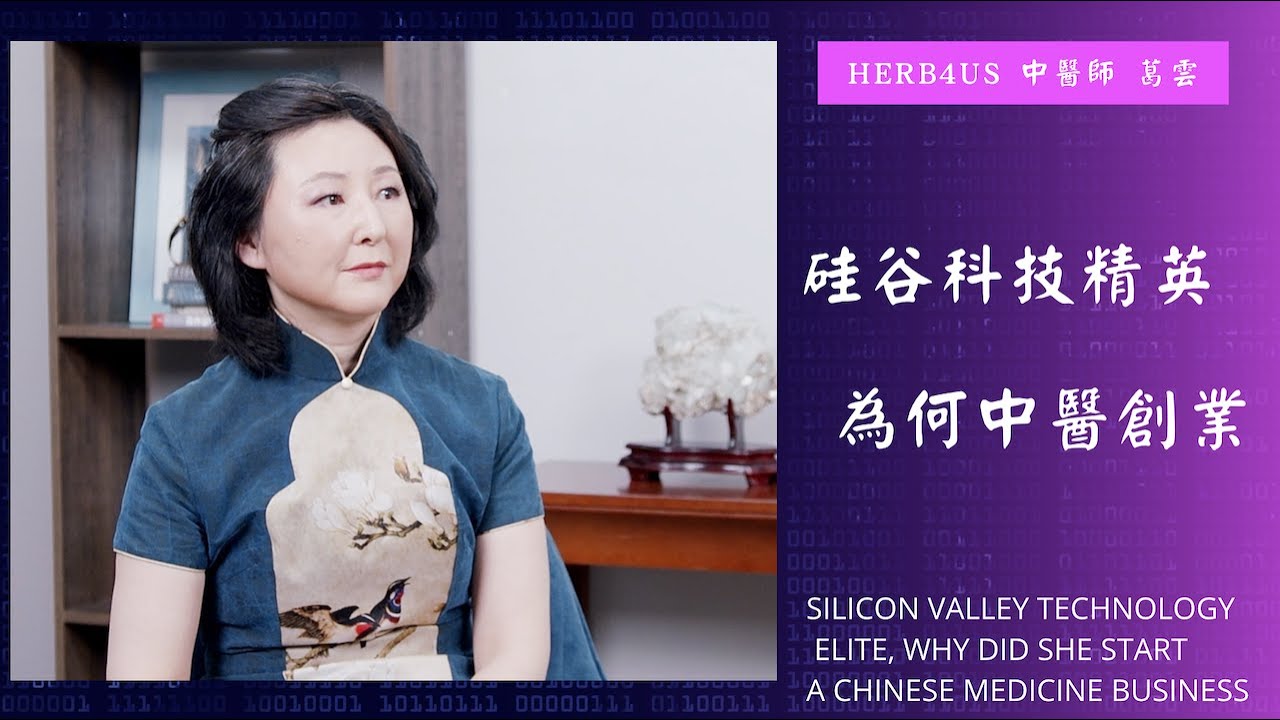 HERB4US 中醫師 葛雲
硅谷科技精英
為何中醫創業
SILICON VALLEY TECHNOLOGY
ELITE, WHY DID SHE START
A CHINESE MEDICINE BUSINESS